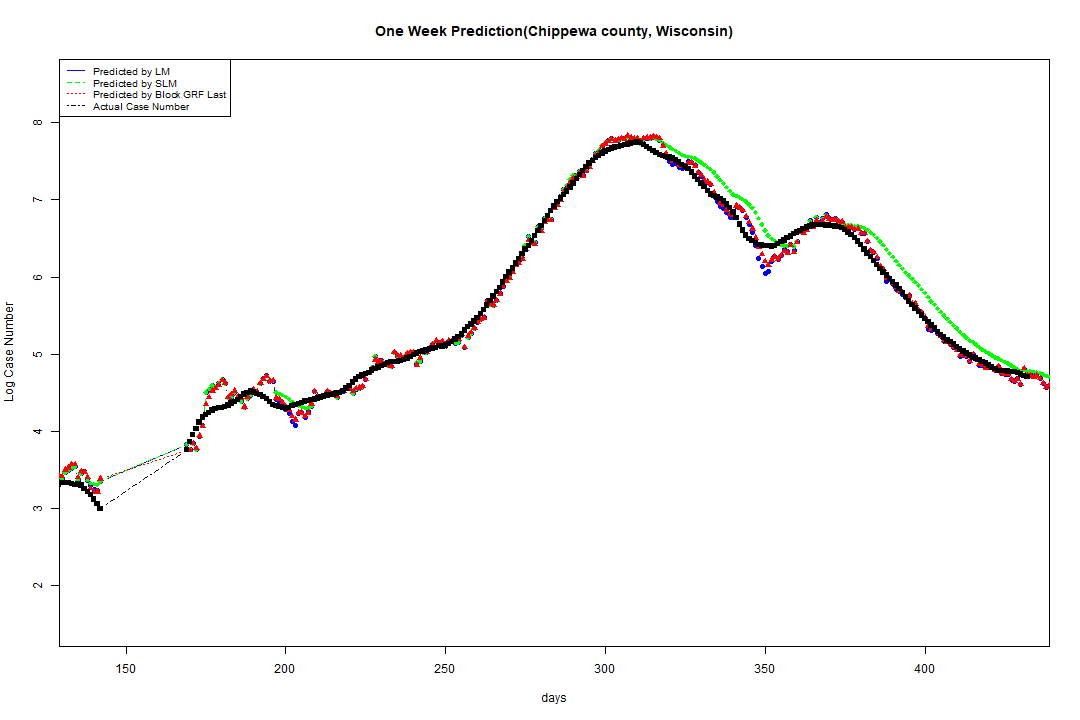 One Week Prediction(Chippewa county, Wisconsin)
Predicted by LM
Predicted by SLM
Predicted by Block GRF Last
Actual Case Number
8
7
6
5
4
3
2
Log Case Number
150 200 250 300 350 400
days